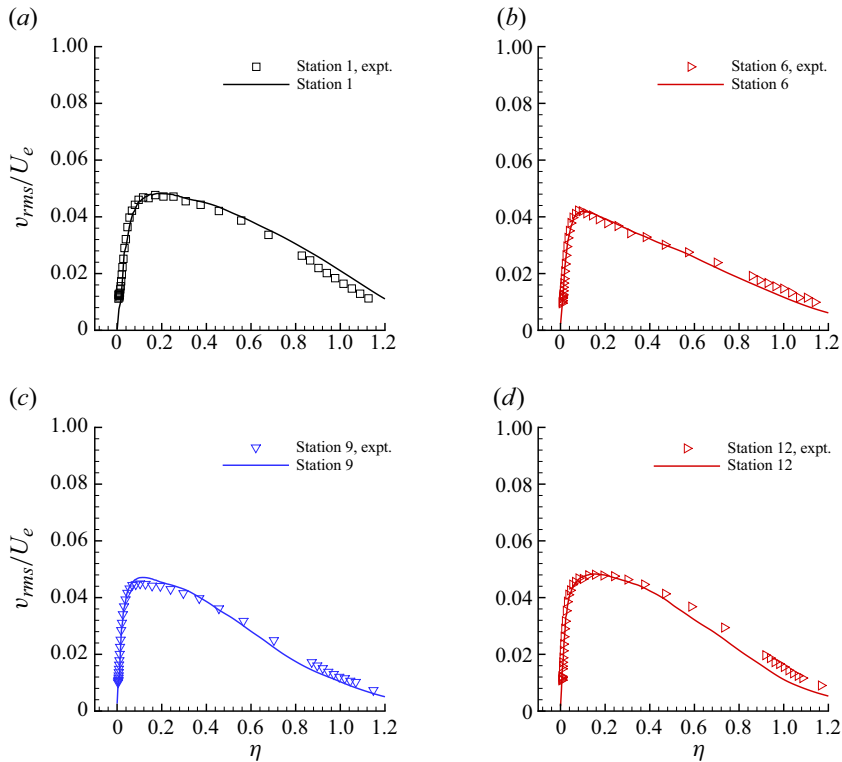 (a)
1.00
0.08
0.06
0.04
0.02
0
v_rms/U_e
Station 1, expt.
Station 1
0 0.2 0.4 0.6 0.8 1.0 1.2
(b)
1.00
0.08
0.06
0.04
0.02
0
Station 6, expt.
Station 6
0 0.2 0.4 0.6 0.8 1.0 1.2
(c)
1.00
0.08
0.06
0.04
0.02
0
v_rms/U_e
Station 9, expt.
Station 9
0 0.2 0.4 0.6 0.8 1.0 1.2
η
(d)
1.00
0.08
0.06
0.04
0.02
0
Station 12, expt.
Station 12
0 0.2 0.4 0.6 0.8 1.0 1.2
η